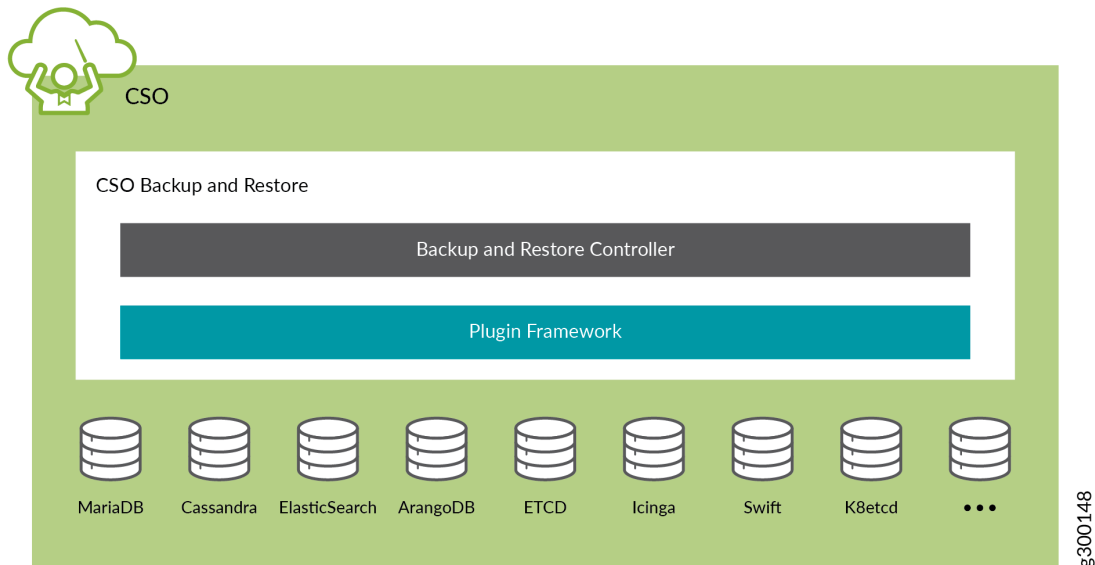 CSO
CSO Backup and Restore
Backup and Restore Controller
Plugin Framework
MariaDB
Cassandra
ElasticSearch
ArangoDB
ETCD
Icinga
Swift
K8etcd
•••
g300148